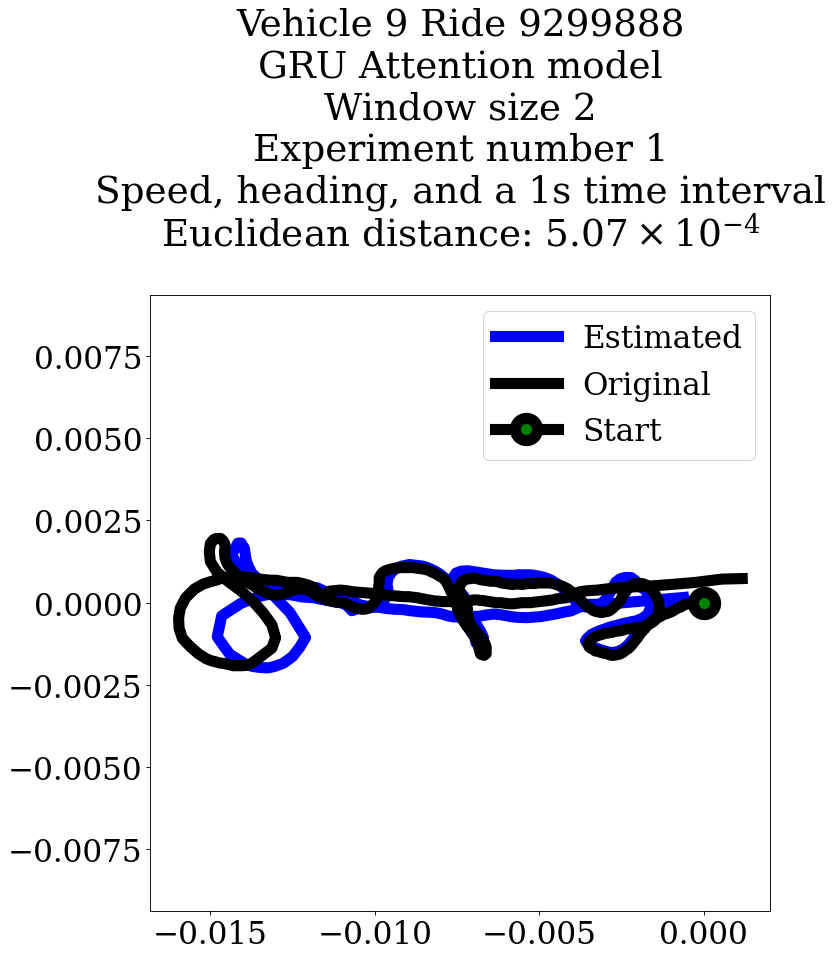 Vehicle 9 Ride 9299888
GRU Attention model
Window size 2
Experiment number 1
Speed, heading, and a 1s time interval
Euclidean distance: 5.07 × 10⁻⁴
Estimated
Original
Start
0.0075
0.0050
0.0025
0.0000
−0.0025
−0.0050
−0.0075
−0.015 −0.010 −0.005 0.000